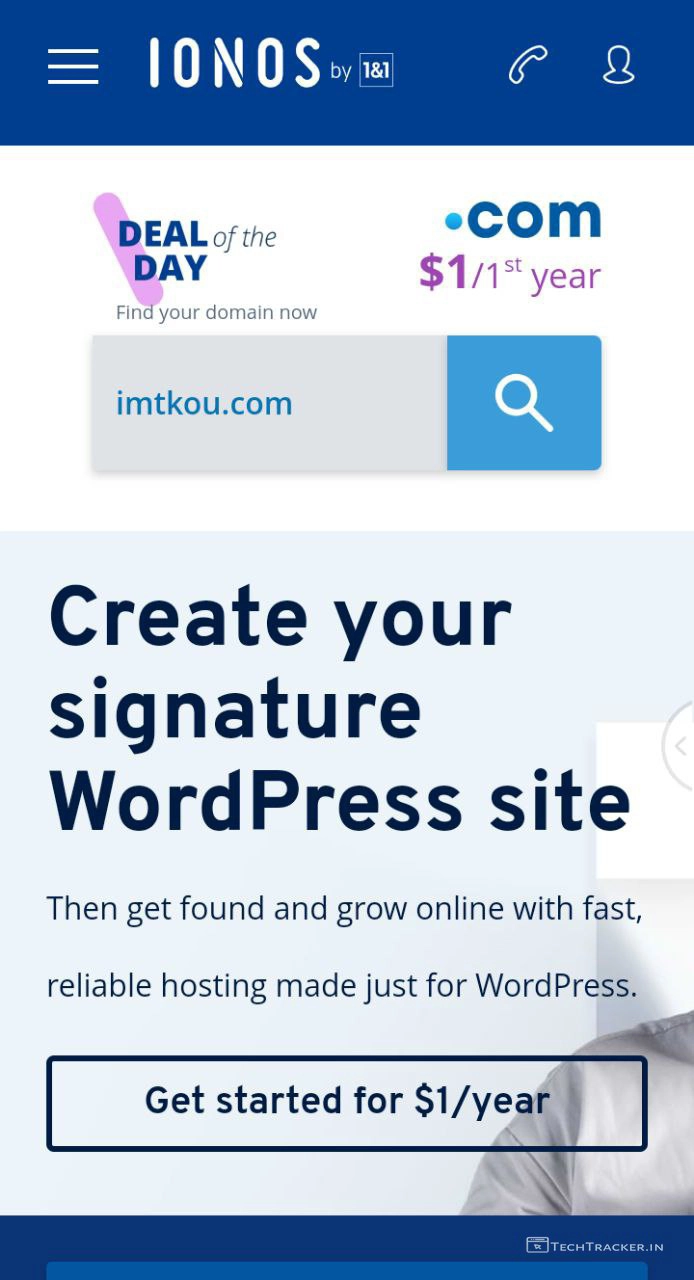 IONOS by 1&1
DEAL of the
DAY
.com
$1/1st year
Find your domain now
imtkou.com
Create your
signature
WordPress site
Then get found and grow online with fast,
reliable hosting made just for WordPress.
Get started for $1/year
TECHTRACKER.IN